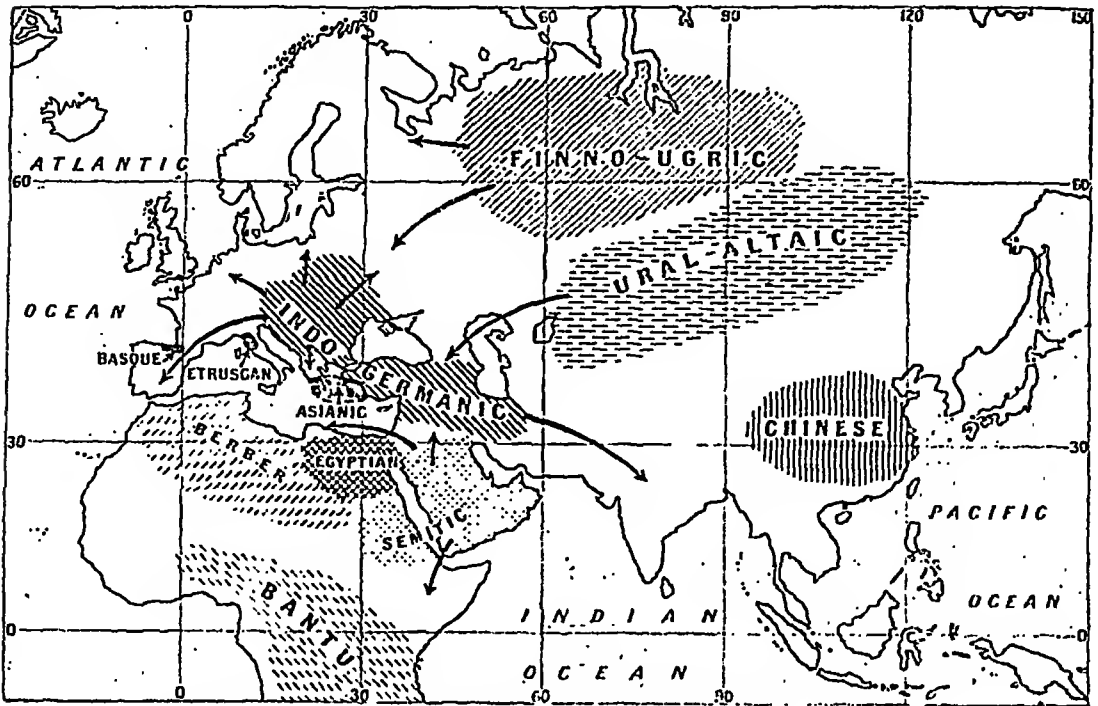 0 30 60 90 120 150
FINNO-UGRIC
ATLANTIC
60 60
URAL-ALTAIC
OCEAN
INDO
BASQUE
ETRUSCAN
GERMANIC
ASIANIC
CHINESE
30 30
BERBER
EGYPTIAN
PACIFIC
SEMITIC
BANTU
INDIAN
OCEAN
0 0
OCEAN
0 30 60 90 120